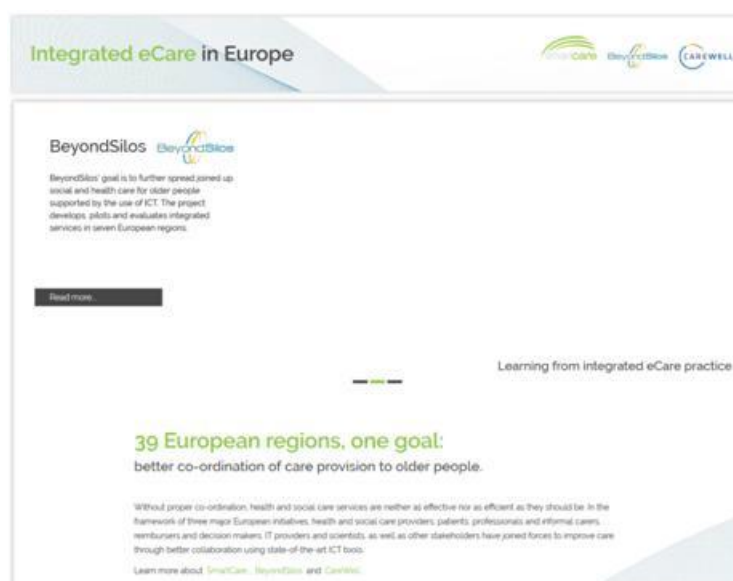 Integrated eCare in Europe
smartcare BeyondSilos CAREWELL
BeyondSilos BeyondSilos
BeyondSilos' goal is to further spread joined up
social and health care for older people
supported by the use of ICT. The project
develops, pilots and evaluates integrated
services in seven European regions.
Read more...
Learning from integrated eCare practice
39 European regions, one goal:
better co-ordination of care provision to older people.
Without proper co-ordination, health and social care services are neither as effective nor as efficient as they should be. In the
framework of three major European initiatives, health and social care providers, patients, professionals and informal carers,
reimbursers and decision makers, IT providers and scientists, as well as other stakeholders have joined forces to improve care
through better collaboration using state-of-the-art ICT tools.
Learn more about SmartCare , BeyondSilos and CareWell.